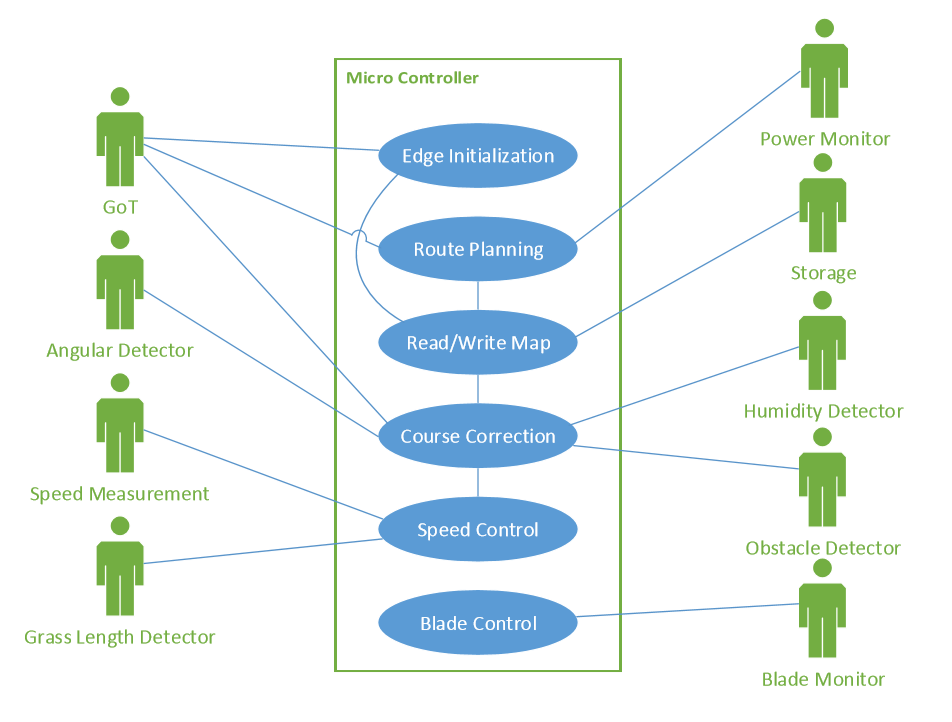 Micro Controller
Edge Initialization
Route Planning
Read/Write Map
Course Correction
Speed Control
Blade Control
GoT
Angular Detector
Speed Measurement
Grass Length Detector
Power Monitor
Storage
Humidity Detector
Obstacle Detector
Blade Monitor